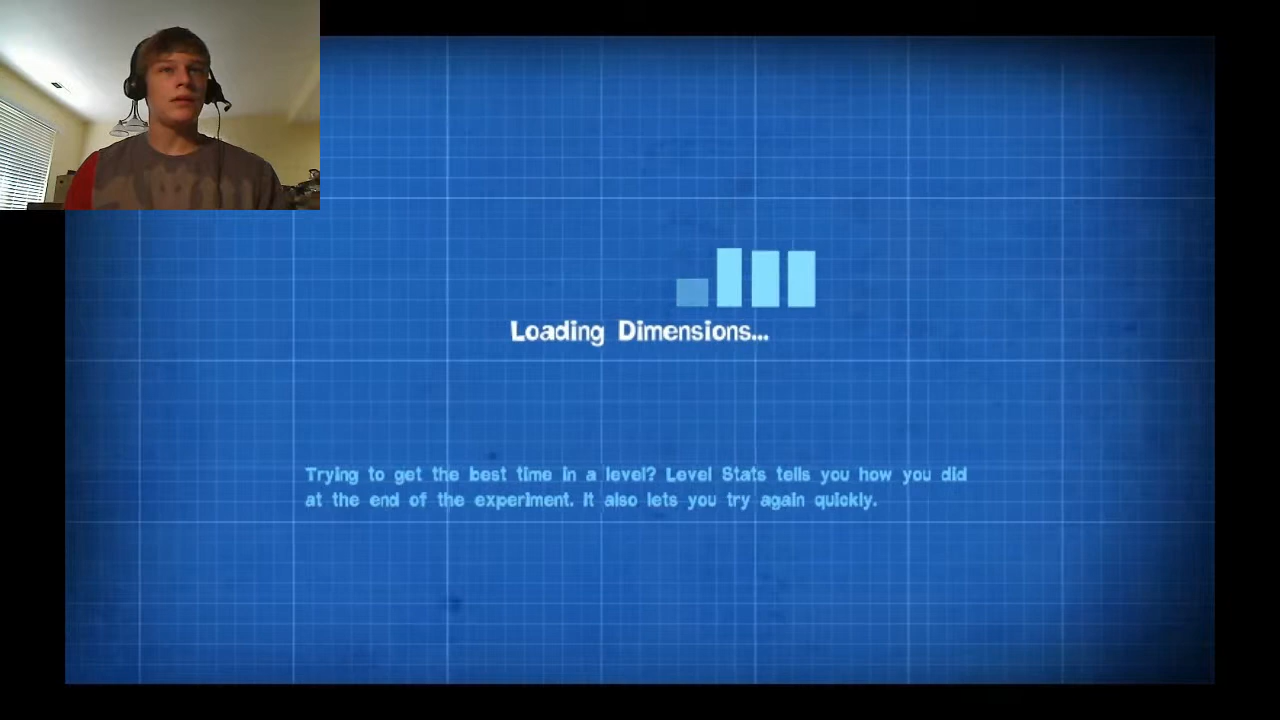 Loading Dimensions...
Trying to get the best time in a level? Level Stats tells you how you did
at the end of the experiment. It also lets you try again quickly.